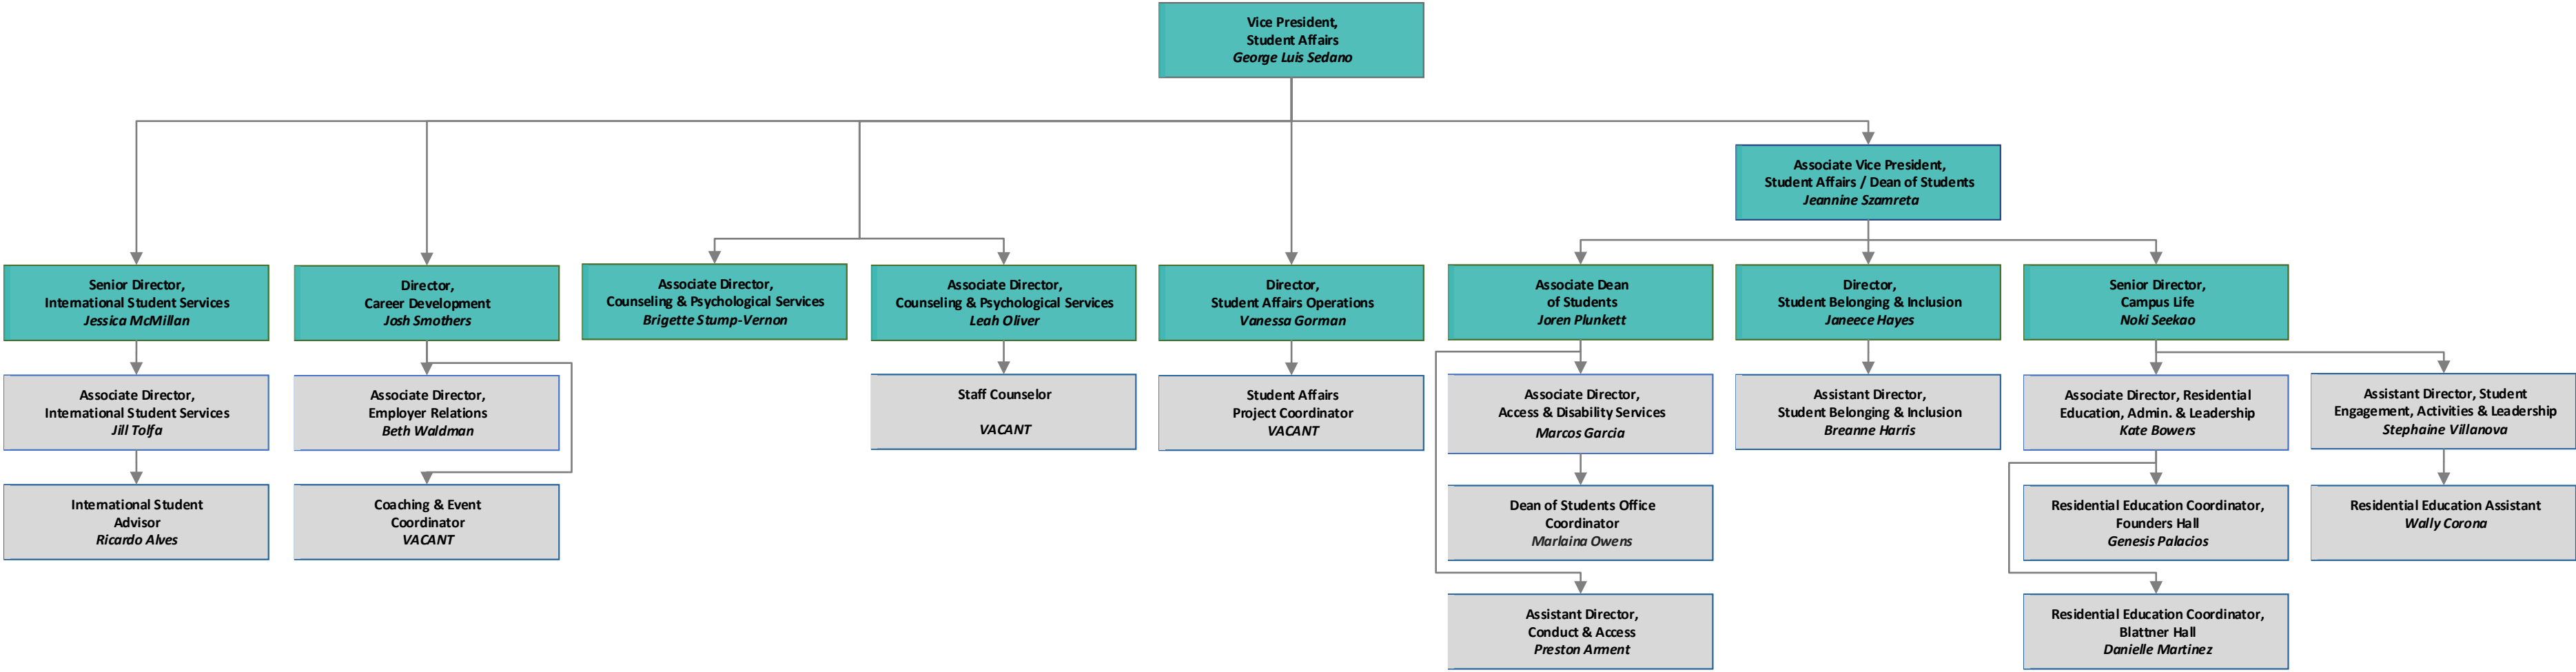 Vice President,
Student Affairs
George Luis Sedano
Associate Vice President,
Student Affairs / Dean of Students
Jeannine Szamreta
Senior Director,
International Student Services
Jessica McMillan
Director,
Career Development
Josh Smothers
Associate Director,
Counseling & Psychological Services
Brigette Stump-Vernon
Associate Director,
Counseling & Psychological Services
Leah Oliver
Director,
Student Affairs Operations
Vanessa Gorman
Associate Dean
of Students
Joren Plunkett
Director,
Student Belonging & Inclusion
Janeece Hayes
Senior Director,
Campus Life
Noki Seekao
Associate Director,
International Student Services
Jill Tolfa
Associate Director,
Employer Relations
Beth Waldman
Staff Counselor
VACANT
Student Affairs
Project Coordinator
VACANT
Associate Director,
Access & Disability Services
Marcos Garcia
Assistant Director,
Student Belonging & Inclusion
Breanne Harris
Associate Director, Residential
Education, Admin. & Leadership
Kate Bowers
Assistant Director, Student
Engagement, Activities & Leadership
Stephaine Villanova
International Student
Advisor
Ricardo Alves
Coaching & Event
Coordinator
VACANT
Dean of Students Office
Coordinator
Marlaina Owens
Residential Education Coordinator,
Founders Hall
Genesis Palacios
Residential Education Assistant
Wally Corona
Assistant Director,
Conduct & Access
Preston Arment
Residential Education Coordinator,
Blattner Hall
Danielle Martinez